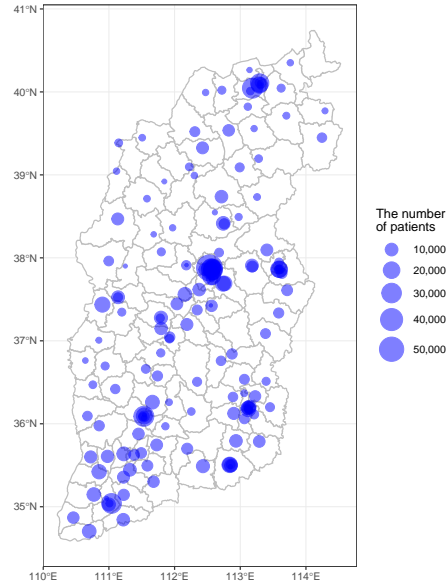 41°N
40°N
39°N
38°N
37°N
36°N
35°N
110°E 111°E 112°E 113°E 114°E
The number
of patients
10,000
20,000
30,000
40,000
50,000